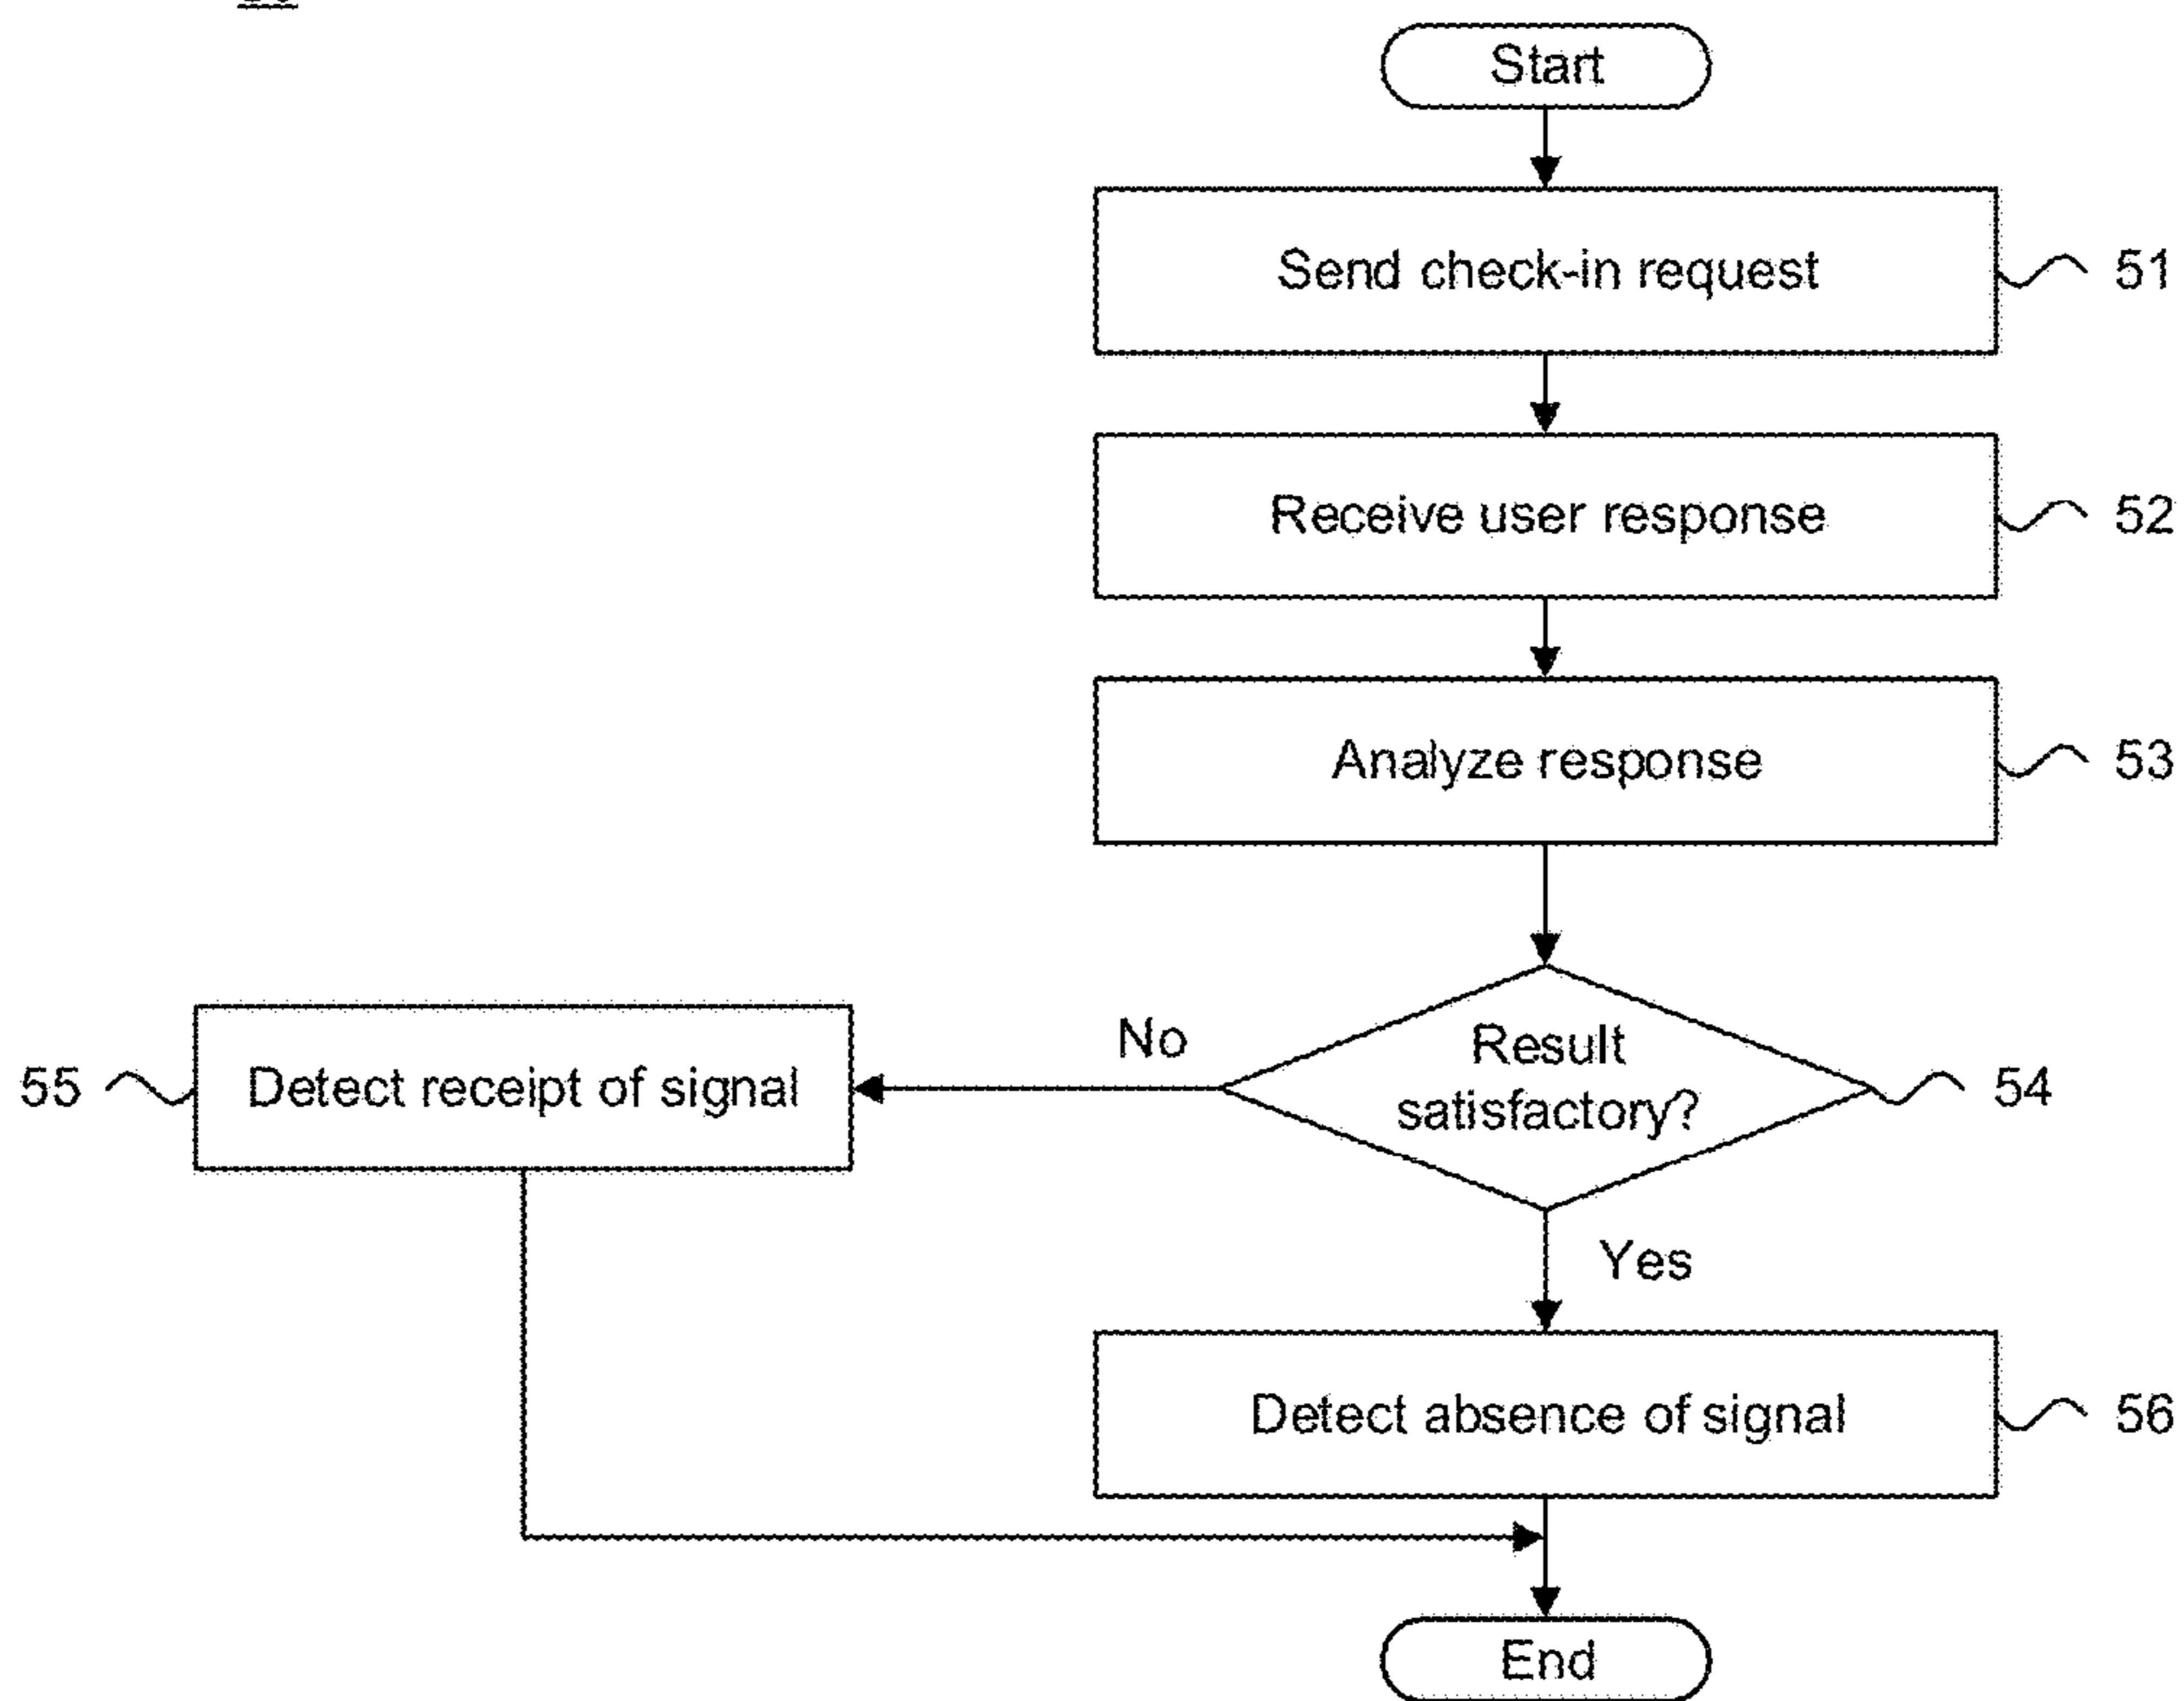 Start
Send check-in request
51
Receive user response
52
Analyze response
53
Result
satisfactory?
54
No
55
Detect receipt of signal
Yes
Detect absence of signal
56
End